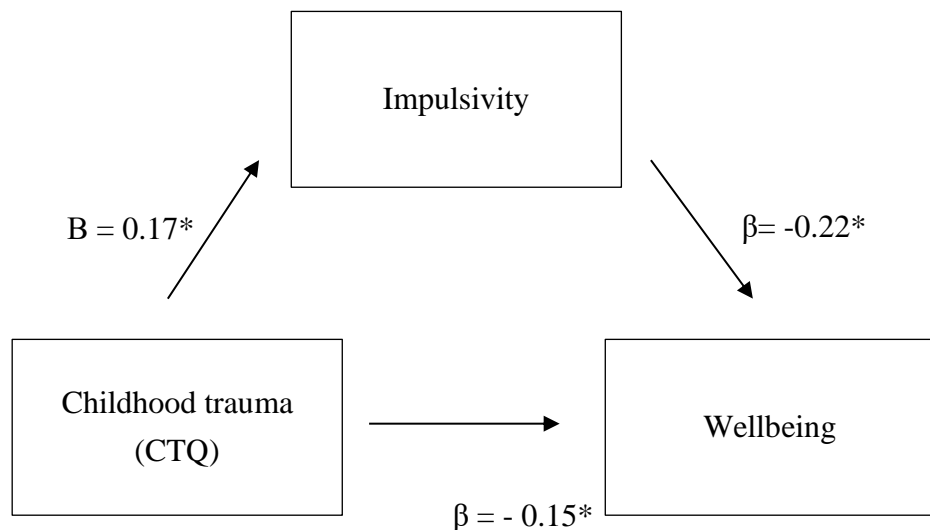 Impulsivity
B = 0.17*
β= -0.22*
Childhood trauma
(CTQ)
Wellbeing
β = - 0.15*